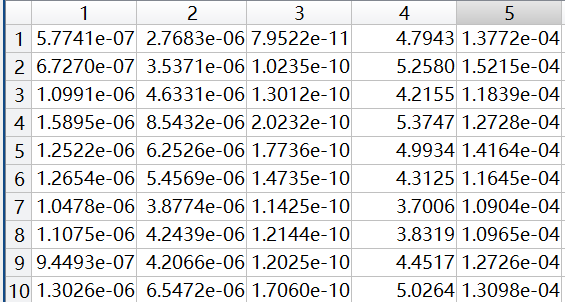 1 2 3 4 5
1 5.7741e-07 2.7683e-06 7.9522e-11 4.7943 1.3772e-04
2 6.7270e-07 3.5371e-06 1.0235e-10 5.2580 1.5215e-04
3 1.0991e-06 4.6331e-06 1.3012e-10 4.2155 1.1839e-04
4 1.5895e-06 8.5432e-06 2.0232e-10 5.3747 1.2728e-04
5 1.2522e-06 6.2526e-06 1.7736e-10 4.9934 1.4164e-04
6 1.2654e-06 5.4569e-06 1.4735e-10 4.3125 1.1645e-04
7 1.0478e-06 3.8774e-06 1.1425e-10 3.7006 1.0904e-04
8 1.1075e-06 4.2439e-06 1.2144e-10 3.8319 1.0965e-04
9 9.4493e-07 4.2066e-06 1.2025e-10 4.4517 1.2726e-04
10 1.3026e-06 6.5472e-06 1.7060e-10 5.0264 1.3098e-04